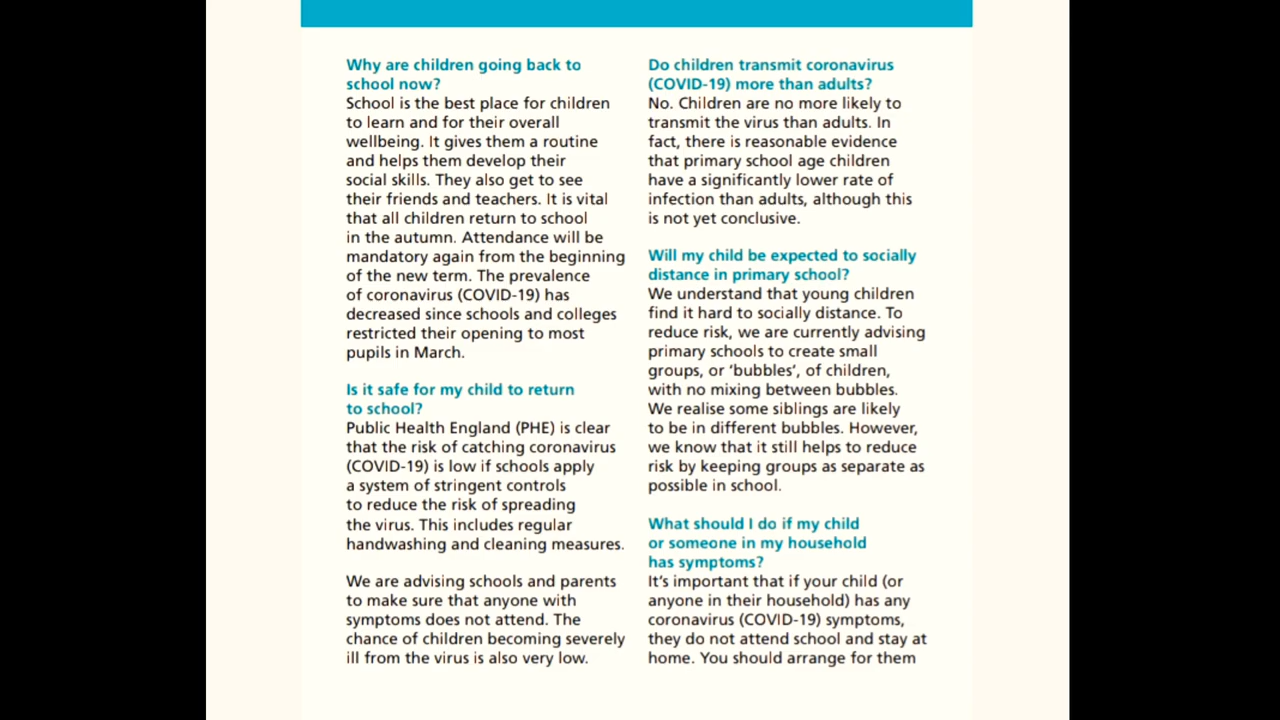 Why are children going back to
school now?
School is the best place for children
to learn and for their overall
wellbeing. It gives them a routine
and helps them develop their
social skills. They also get to see
their friends and teachers. It is vital
that all children return to school
in the autumn. Attendance will be
mandatory again from the beginning
of the new term. The prevalence
of coronavirus (COVID-19) has
decreased since schools and colleges
restricted their opening to most
pupils in March.
Is it safe for my child to return
to school?
Public Health England (PHE) is clear
that the risk of catching coronavirus
(COVID-19) is low if schools apply
a system of stringent controls
to reduce the risk of spreading
the virus. This includes regular
handwashing and cleaning measures.
We are advising schools and parents
to make sure that anyone with
symptoms does not attend. The
chance of children becoming severely
ill from the virus is also very low.
Do children transmit coronavirus
(COVID-19) more than adults?
No. Children are no more likely to
transmit the virus than adults. In
fact, there is reasonable evidence
that primary school age children
have a significantly lower rate of
infection than adults, although this
is not yet conclusive.
Will my child be expected to socially
distance in primary school?
We understand that young children
find it hard to socially distance. To
reduce risk, we are currently advising
primary schools to create small
groups, or ‘bubbles’, of children,
with no mixing between bubbles.
We realise some siblings are likely
to be in different bubbles. However,
we know that it still helps to reduce
risk by keeping groups as separate as
possible in school.
What should I do if my child
or someone in my household
has symptoms?
It’s important that if your child (or
anyone in their household) has any
coronavirus (COVID-19) symptoms,
they do not attend school and stay at
home. You should arrange for them